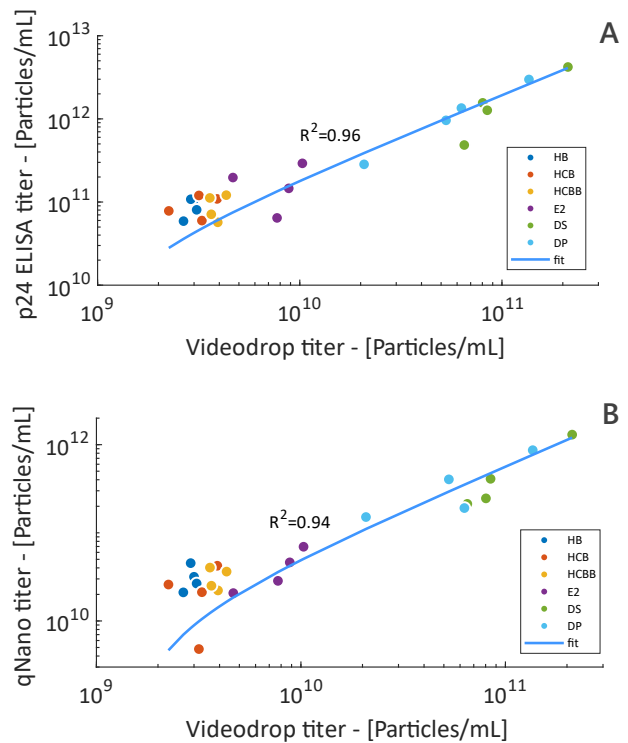 A
10^13
10^12
10^11
10^10
p24 ELISA titer - [Particles/mL]
R^2=0.96
HB
HCB
HCBB
E2
DS
DP
fit
10^9
10^10
10^11
Videodrop titer - [Particles/mL]
B
10^12
10^10
qNano titer - [Particles/mL]
R^2=0.94
HB
HCB
HCBB
E2
DS
DP
fit
10^9
10^10
10^11
Videodrop titer - [Particles/mL]